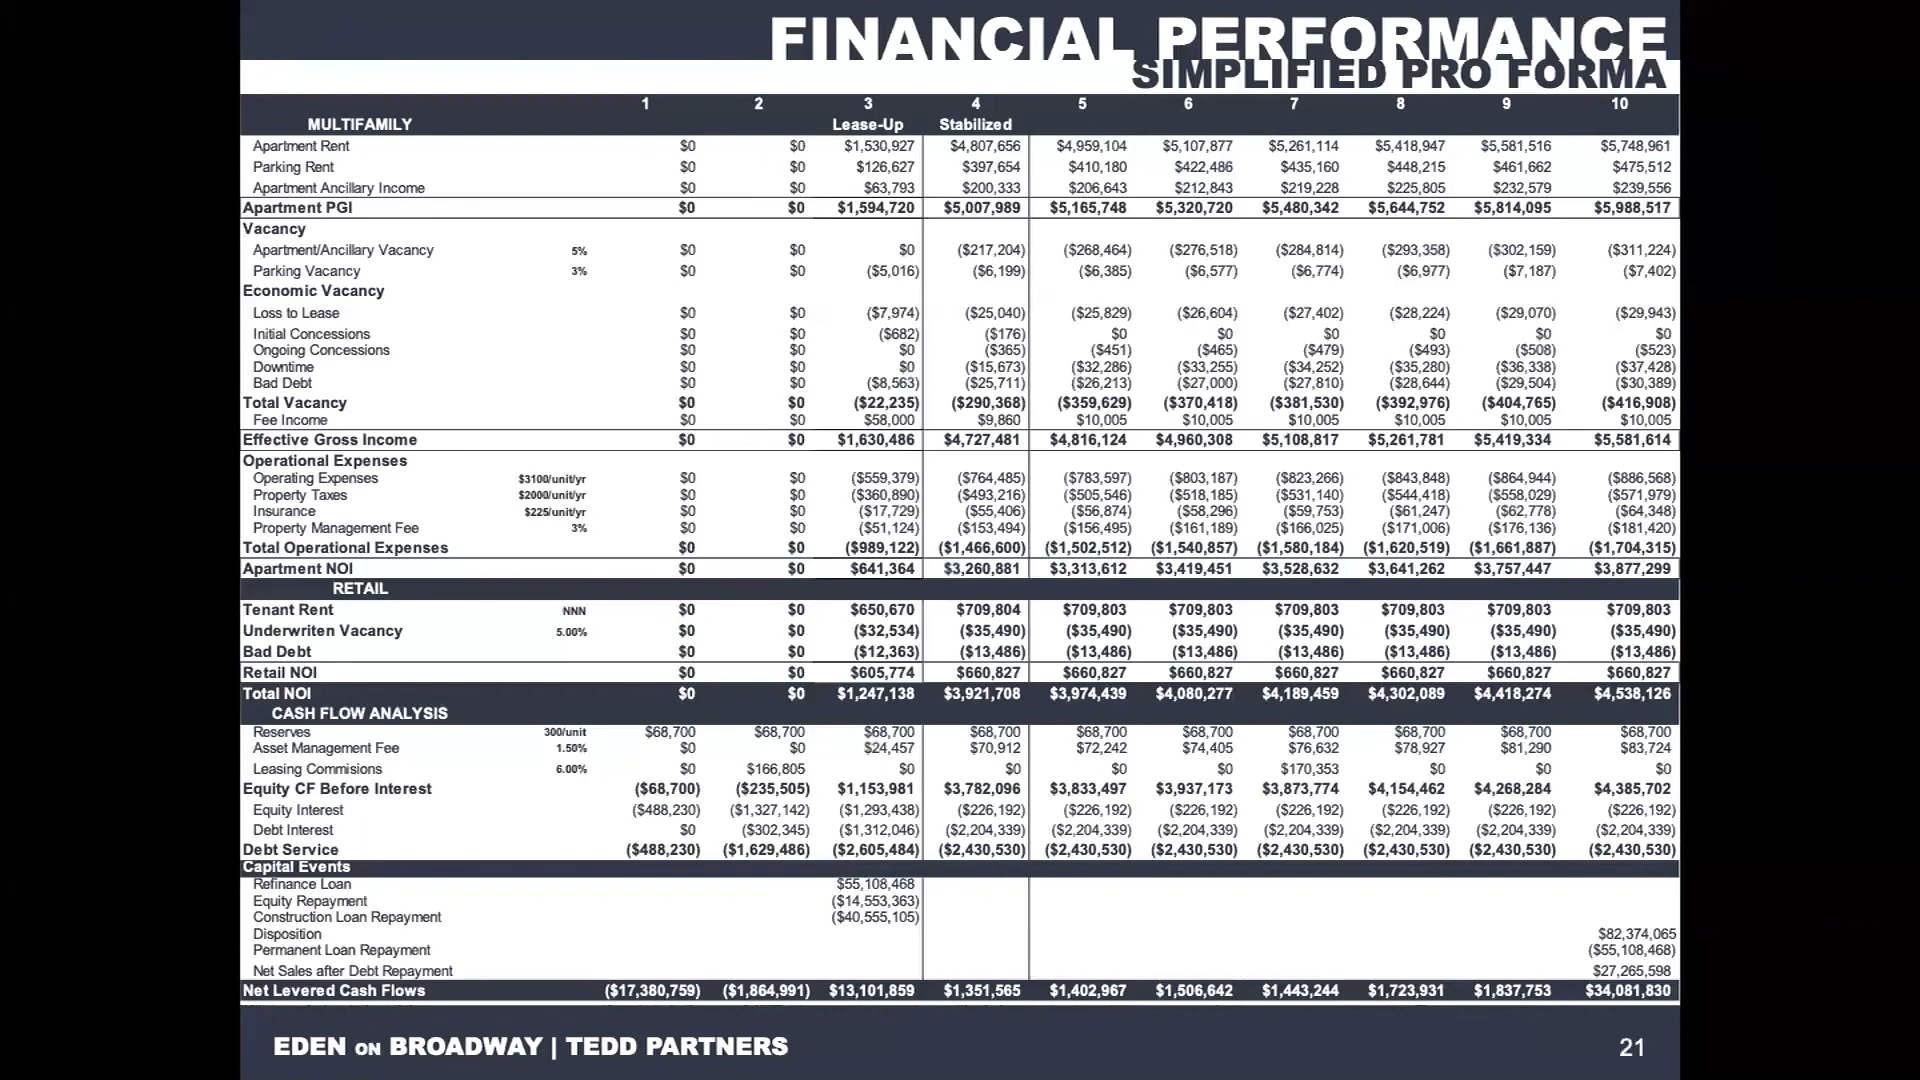 FINANCIAL PERFORMANCE
SIMPLIFIED PRO FORMA
1 2 3 4 5 6 7 8 9 10
MULTIFAMILY Lease-Up Stabilized
Apartment Rent $0 $0 $1,530,927 $4,807,656 $4,959,104 $5,107,877 $5,261,114 $5,418,947 $5,581,516 $5,748,961
Parking Rent $0 $0 $126,627 $397,654 $410,180 $422,486 $435,160 $448,215 $461,662 $475,512
Apartment Ancillary Income $0 $0 $63,793 $200,333 $206,643 $212,843 $219,228 $225,805 $232,579 $239,556
Apartment PGI $0 $0 $1,594,720 $5,007,989 $5,165,748 $5,320,720 $5,480,342 $5,644,752 $5,814,095 $5,988,517
Vacancy
Apartment/Ancillary Vacancy 5% $0 $0 $0 ($217,204) ($268,464) ($276,518) ($284,814) ($293,358) ($302,159) ($311,224)
Parking Vacancy 3% $0 $0 ($5,016) ($6,199) ($6,385) ($6,577) ($6,774) ($6,977) ($7,187) ($7,402)
Economic Vacancy
Loss to Lease $0 $0 ($7,974) ($25,040) ($25,829) ($26,604) ($27,402) ($28,224) ($29,070) ($29,943)
Initial Concessions $0 $0 ($682) ($176) $0 $0 $0 $0 $0 $0
Ongoing Concessions $0 $0 $0 ($365) ($451) ($465) ($479) ($493) ($508) ($523)
Downtime $0 $0 $0 ($15,673) ($32,286) ($33,255) ($34,252) ($35,280) ($36,338) ($37,428)
Bad Debt $0 $0 ($8,563) ($25,711) ($26,213) ($27,000) ($27,810) ($28,644) ($29,504) ($30,389)
Total Vacancy $0 $0 ($22,235) ($290,368) ($359,629) ($370,418) ($381,530) ($392,976) ($404,765) ($416,908)
Fee Income $0 $0 $58,000 $9,860 $10,005 $10,005 $10,005 $10,005 $10,005 $10,005
Effective Gross Income $0 $0 $1,630,486 $4,727,481 $4,816,124 $4,960,308 $5,108,817 $5,261,781 $5,419,334 $5,581,614
Operational Expenses
Operating Expenses $3100/unit/yr $0 $0 ($559,379) ($764,485) ($783,597) ($803,187) ($823,266) ($843,848) ($864,944) ($886,568)
Property Taxes $2000/unit/yr $0 $0 ($360,890) ($493,216) ($505,546) ($518,185) ($531,140) ($544,418) ($558,029) ($571,979)
Insurance $225/unit/yr $0 $0 ($17,729) ($55,406) ($56,874) ($58,296) ($59,753) ($61,247) ($62,778) ($64,348)
Property Management Fee 3% $0 $0 ($51,124) ($153,494) ($156,495) ($161,189) ($166,025) ($171,006) ($176,136) ($181,420)
Total Operational Expenses $0 $0 ($989,122) ($1,466,600) ($1,502,512) ($1,540,857) ($1,580,184) ($1,620,519) ($1,661,887) ($1,704,315)
Apartment NOI $0 $0 $641,364 $3,260,881 $3,313,612 $3,419,451 $3,528,632 $3,641,262 $3,757,447 $3,877,299
RETAIL
Tenant Rent NNN $0 $0 $650,670 $709,804 $709,803 $709,803 $709,803 $709,803 $709,803 $709,803
Underwriten Vacancy 5.00% $0 $0 ($32,534) ($35,490) ($35,490) ($35,490) ($35,490) ($35,490) ($35,490) ($35,490)
Bad Debt $0 $0 ($12,363) ($13,486) ($13,486) ($13,486) ($13,486) ($13,486) ($13,486) ($13,486)
Retail NOI $0 $0 $605,774 $660,827 $660,827 $660,827 $660,827 $660,827 $660,827 $660,827
Total NOI $0 $0 $1,247,138 $3,921,708 $3,974,439 $4,080,277 $4,189,459 $4,302,089 $4,418,274 $4,538,126
CASH FLOW ANALYSIS
Reserves 300/unit $68,700 $68,700 $68,700 $68,700 $68,700 $68,700 $68,700 $68,700 $68,700 $68,700
Asset Management Fee 1.50% $0 $0 $24,457 $70,912 $72,242 $74,405 $76,632 $78,927 $81,290 $83,724
Leasing Commisions 6.00% $0 $166,805 $0 $0 $0 $0 $170,353 $0 $0 $0
Equity CF Before Interest ($68,700) ($235,505) $1,153,981 $3,782,096 $3,833,497 $3,937,173 $3,873,774 $4,154,462 $4,268,284 $4,385,702
Equity Interest ($488,230) ($1,327,142) ($1,293,438) ($226,192) ($226,192) ($226,192) ($226,192) ($226,192) ($226,192) ($226,192)
Debt Interest $0 ($302,345) ($1,312,046) ($2,204,339) ($2,204,339) ($2,204,339) ($2,204,339) ($2,204,339) ($2,204,339) ($2,204,339)
Debt Service ($488,230) ($1,629,486) ($2,605,484) ($2,430,530) ($2,430,530) ($2,430,530) ($2,430,530) ($2,430,530) ($2,430,530) ($2,430,530)
Capital Events
Refinance Loan $55,108,468
Equity Repayment ($14,553,363)
Construction Loan Repayment ($40,555,105)
Disposition $82,374,065
Permanent Loan Repayment ($55,108,468)
Net Sales after Debt Repayment $27,265,598
Net Levered Cash Flows ($17,380,759) ($1,864,991) $13,101,859 $1,351,565 $1,402,967 $1,506,642 $1,443,244 $1,723,931 $1,837,753 $34,081,830
EDEN ON BROADWAY | TEDD PARTNERS 21